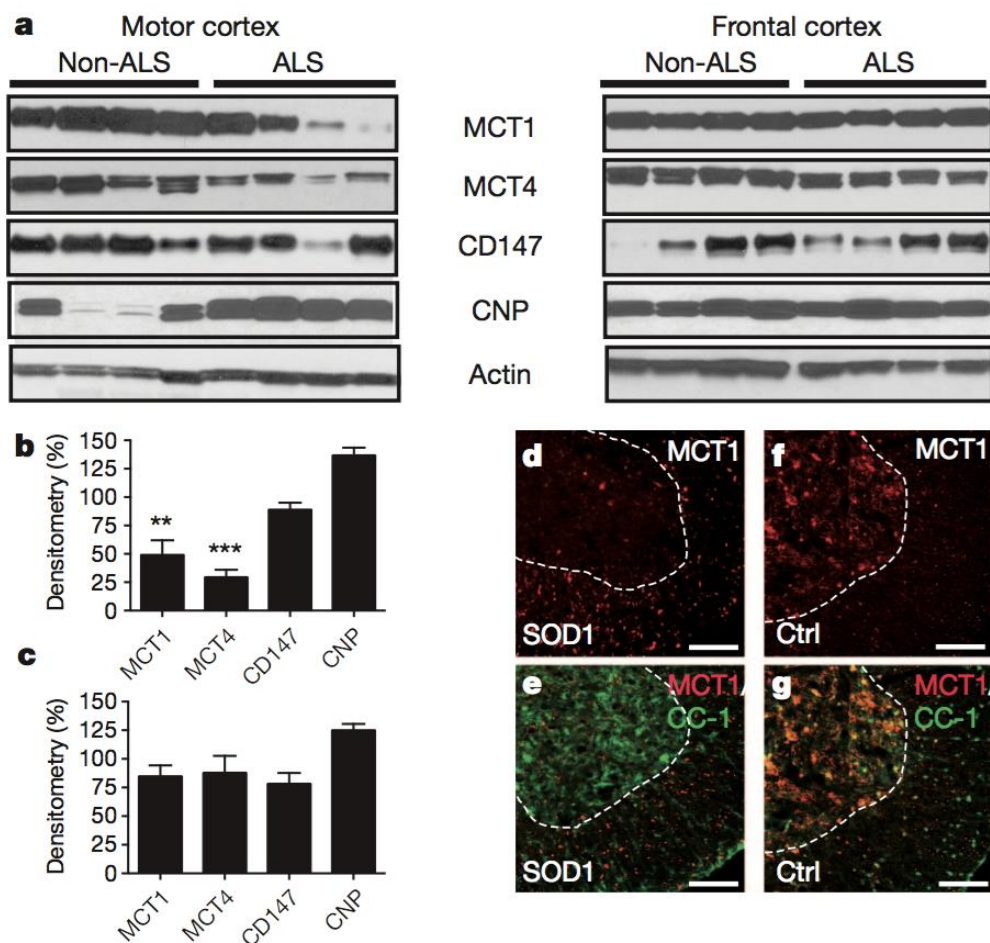 a
Motor cortex
Frontal cortex
Non-ALS
ALS
Non-ALS
ALS
MCT1
MCT4
CD147
CNP
Actin
b
Densitometry (%)
150
125
100
75
50
25
0
**
***
MCT1
MCT4
CD147
CNP
c
Densitometry (%)
150
125
100
75
50
25
0
MCT1
MCT4
CD147
CNP
d
MCT1
SOD1
f
MCT1
Ctrl
e
MCT1/
CC-1
SOD1
g
MCT1/
CC-1
Ctrl